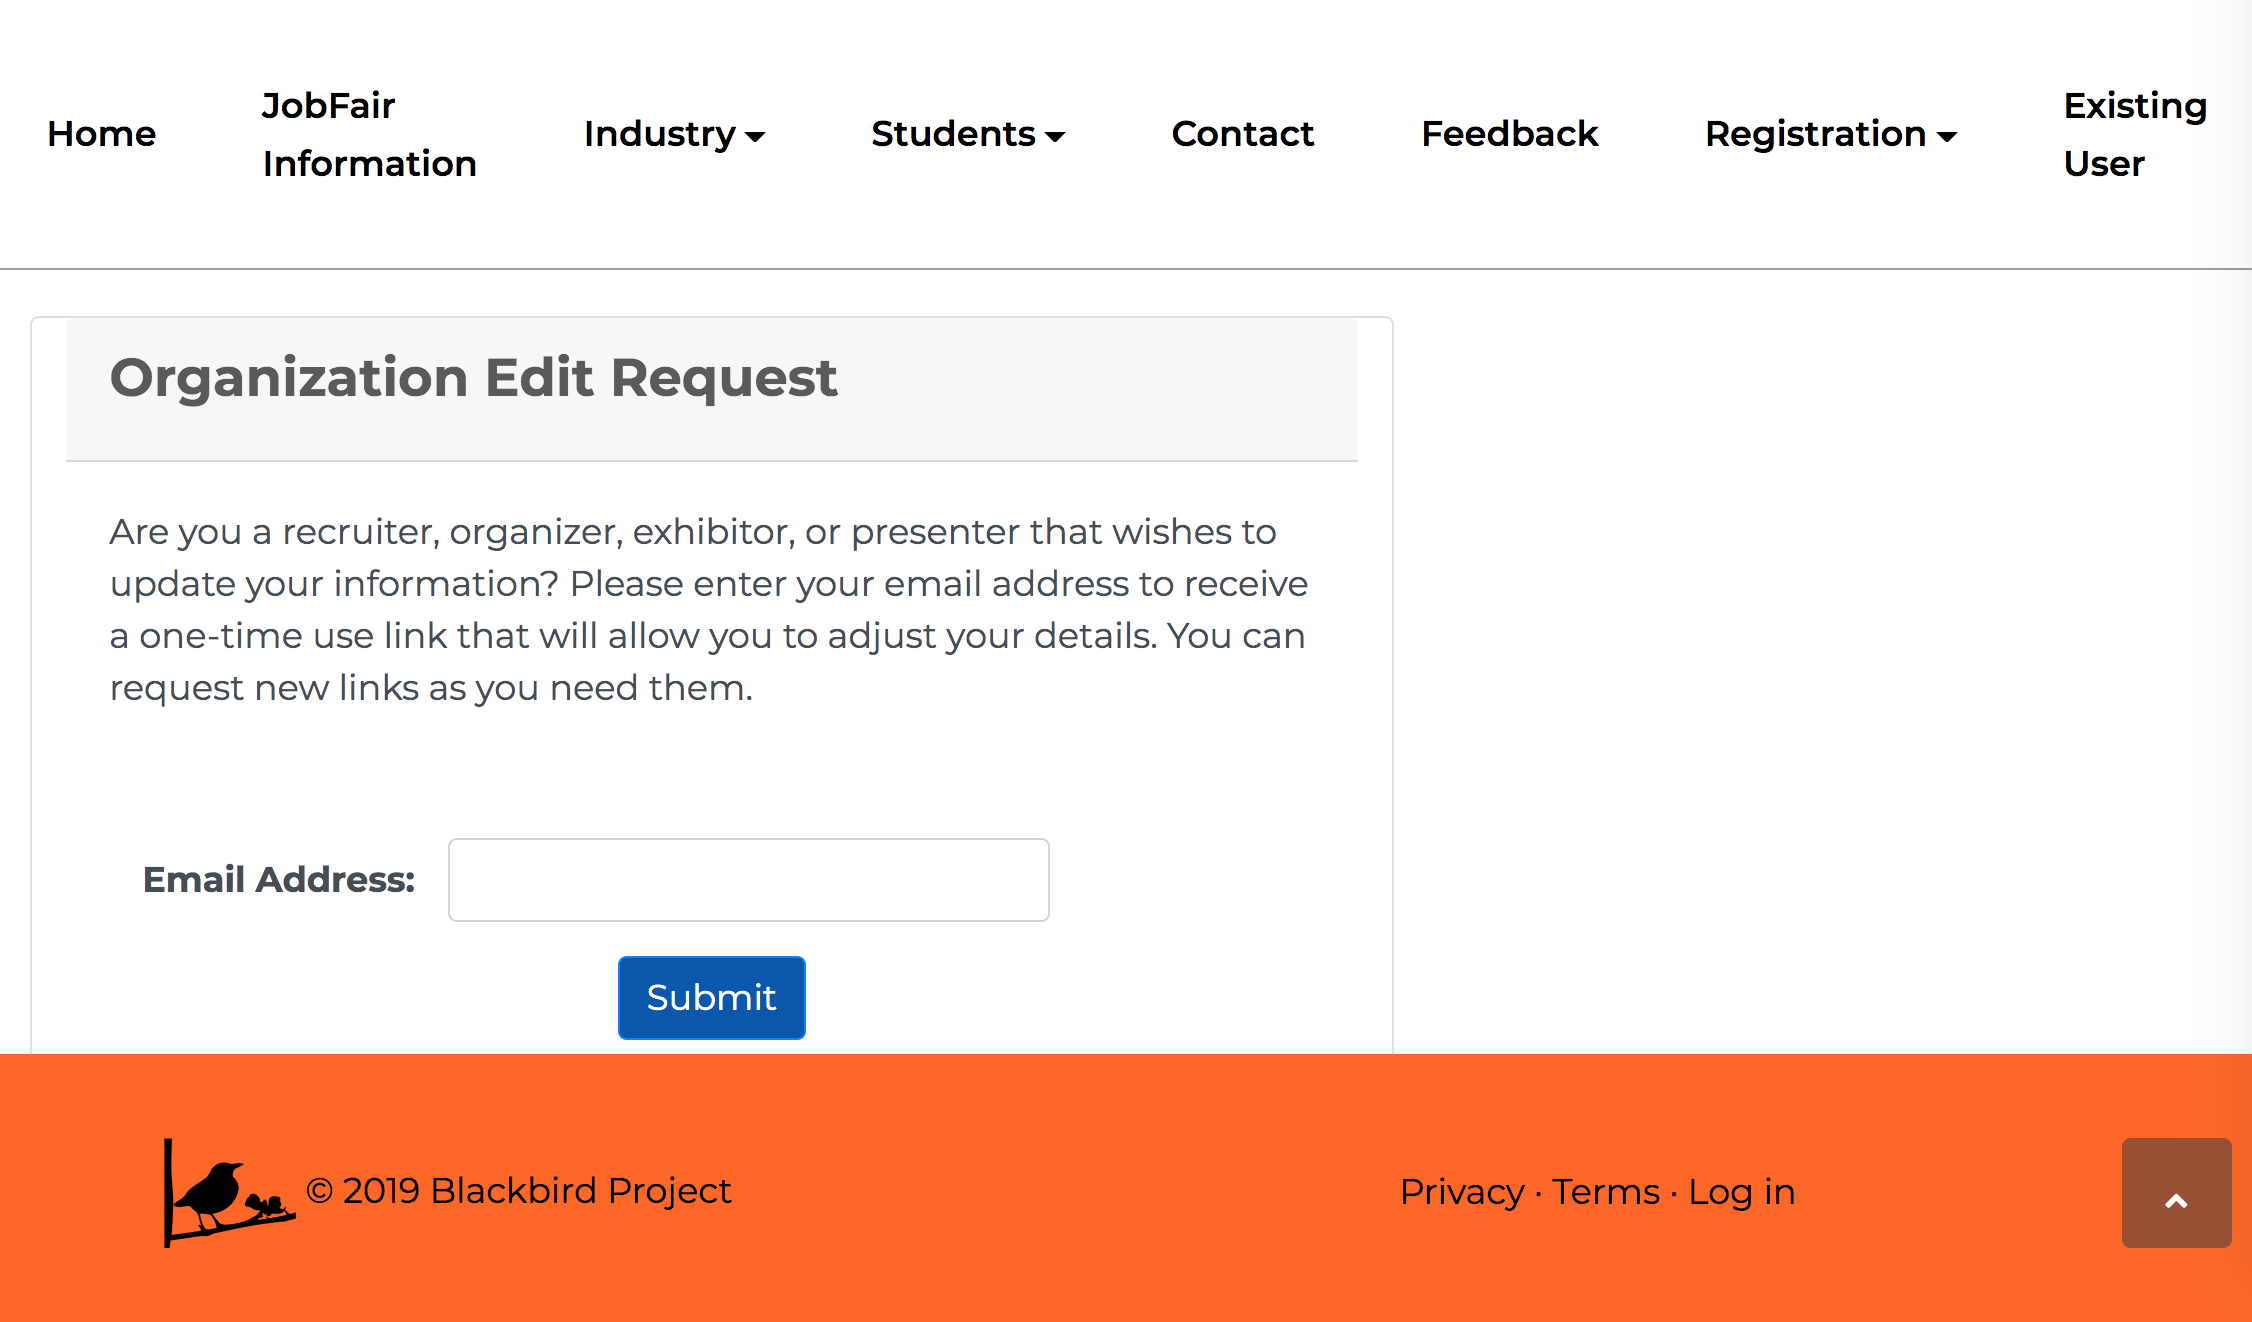 Home
JobFair
Information
Industry
Students
Contact
Feedback
Registration
Existing
User
Organization Edit Request
Are you a recruiter, organizer, exhibitor, or presenter that wishes to
update your information? Please enter your email address to receive
a one-time use link that will allow you to adjust your details. You can
request new links as you need them.
Email Address:
Submit
© 2019 Blackbird Project
Privacy · Terms · Log in